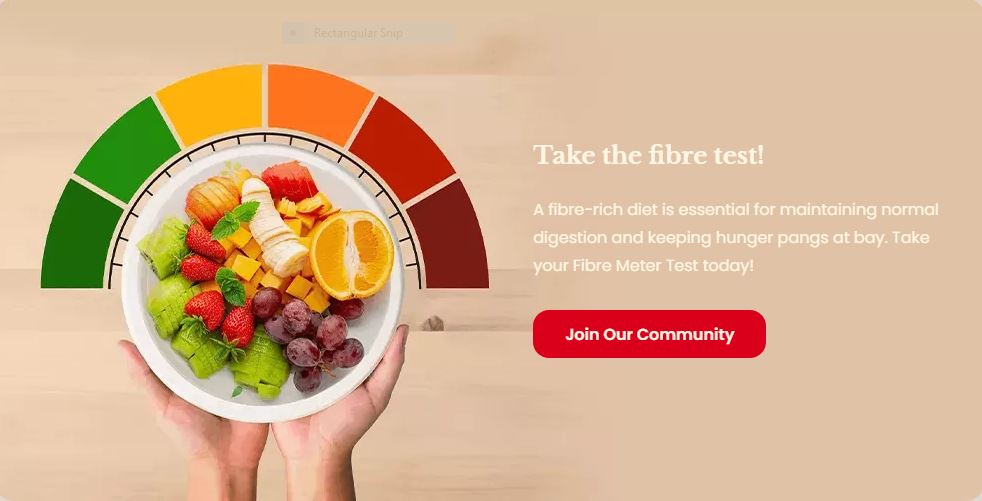 Rectangular Snip
Take the fibre test!
A fibre-rich diet is essential for maintaining normal
digestion and keeping hunger pangs at bay. Take
your Fibre Meter Test today!
Join Our Community